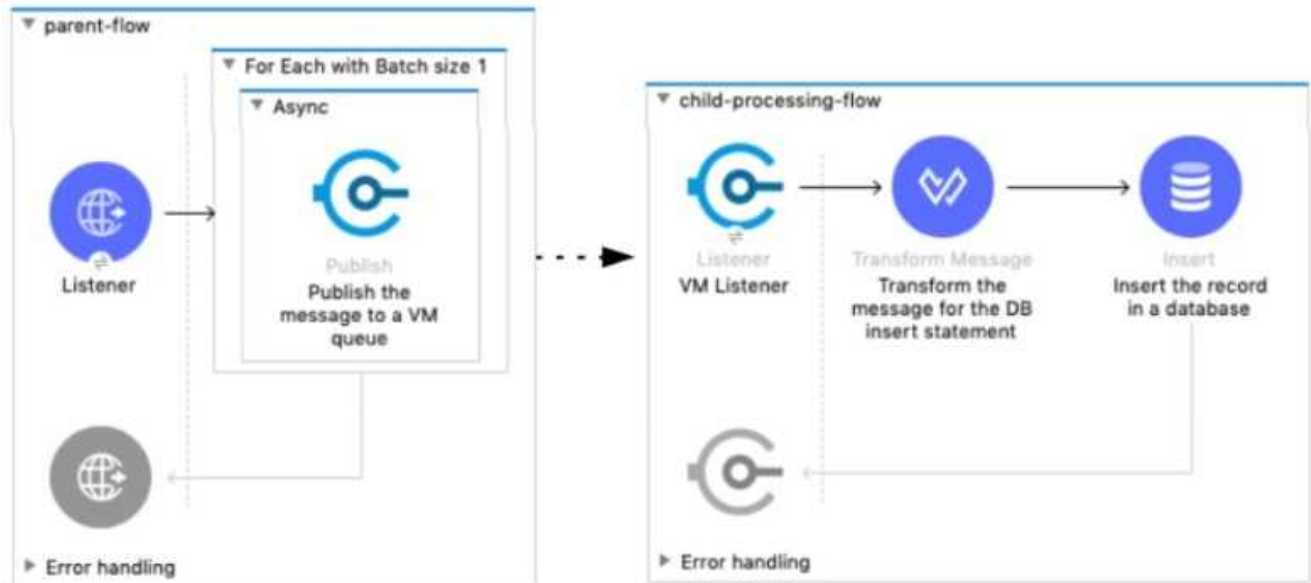 parent-flow
For Each with Batch size 1
Async
Listener
Publish
Publish the
message to a VM
queue
Error handling
child-processing-flow
Listener
VM Listener
Transform Message
Transform the
message for the DB
insert statement
Insert
Insert the record
in a database
Error handling